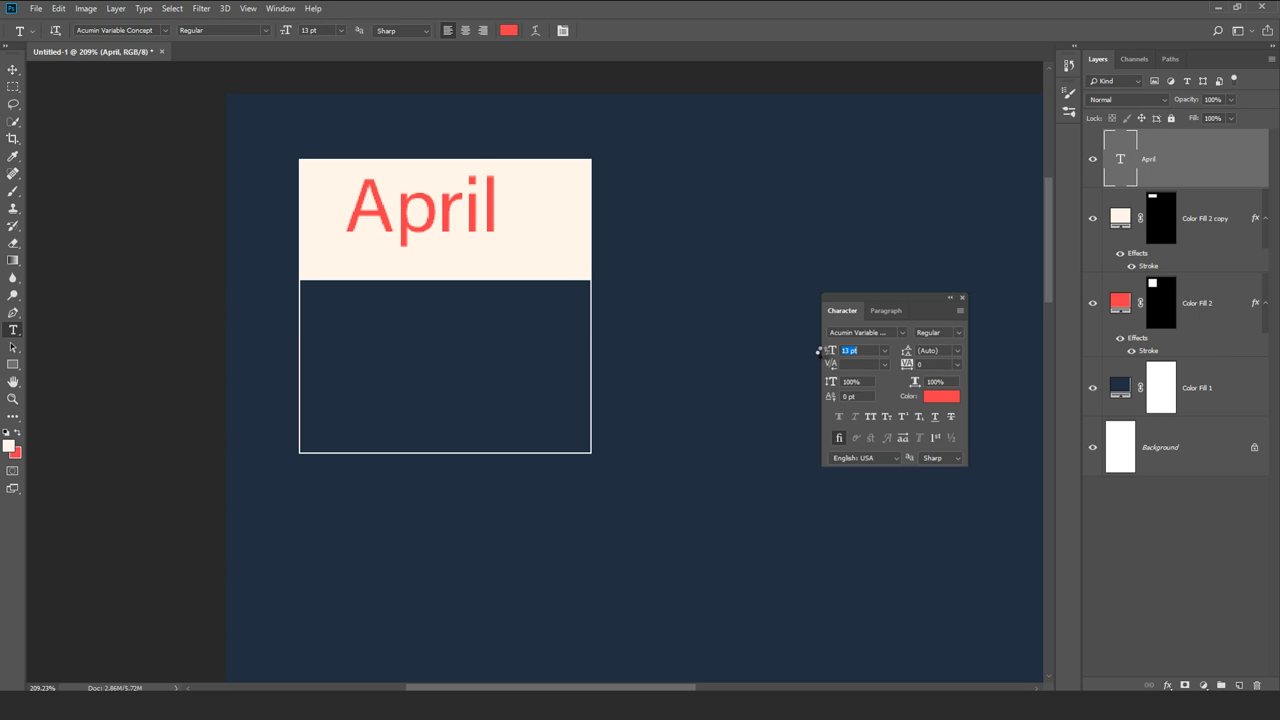 Ps File Edit Image Layer Type Select Filter 3D View Window Help
T Acumin Variable Concept Regular 13 pt Sharp
Untitled-1 @ 209% (April, RGB/8) *
Layers Channels Paths
Kind
Normal Opacity: 100%
Lock: Fill: 100%
T April
Color Fill 2 copy fx
Effects
Stroke
Color Fill 2 fx
Effects
Stroke
Color Fill 1
Background
April
Character Paragraph
Acumin Variable ... Regular
13 pt (Auto)
0
100% 100%
0 pt Color:
English: USA Sharp
209.23% Doc: 2.86M/5.72M